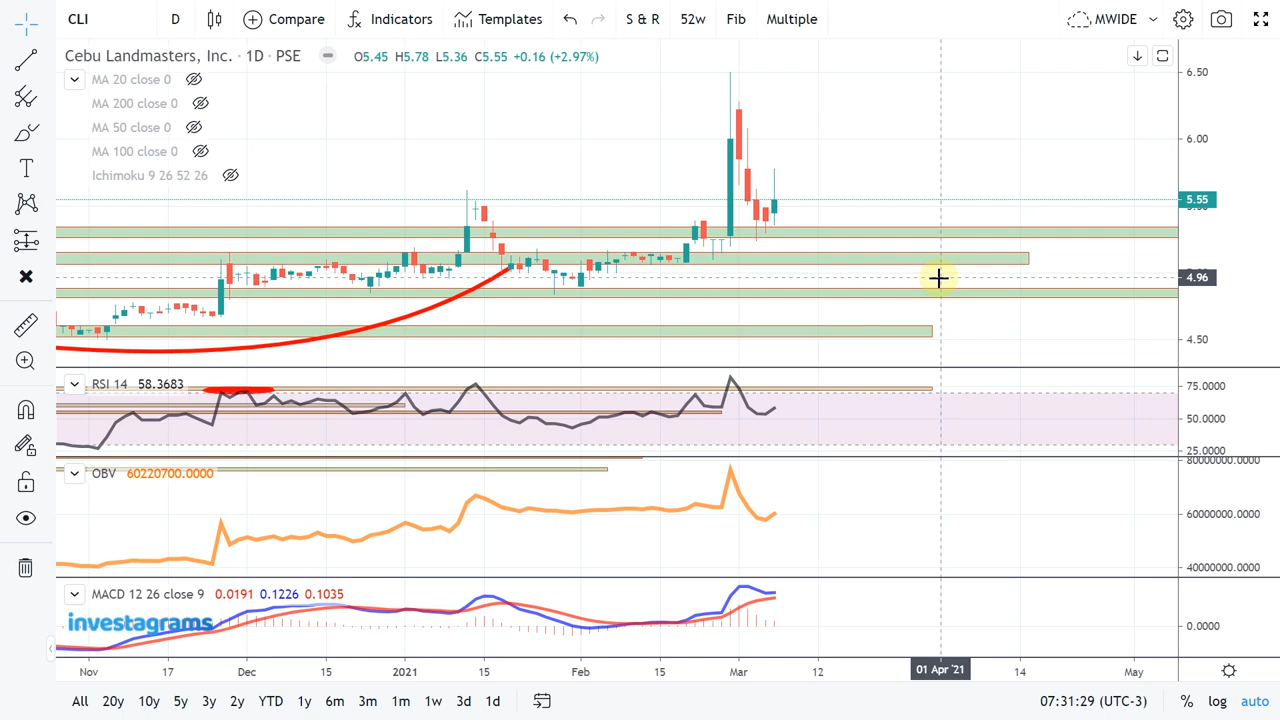 CLI D Compare Indicators Templates S & R 52w Fib Multiple MWIDE
Cebu Landmasters, Inc. · 1D · PSE O5.45 H5.78 L5.36 C5.55 +0.16 (+2.97%)
MA 20 close 0
MA 200 close 0
MA 50 close 0
MA 100 close 0
Ichimoku 9 26 52 26
6.50
6.00
5.55
4.96
4.50
RSI 14 58.3683
75.0000
50.0000
25.0000
OBV 60220700.0000
80000000.0000
60000000.0000
40000000.0000
MACD 12 26 close 9 0.0191 0.1226 0.1035
investagrams
0.0000
Nov 17 Dec 15 2021 15 Feb 15 Mar 12 01 Apr '21 14 May
All 20y 10y 5y 3y 2y YTD 1y 6m 3m 1m 1w 3d 1d 07:31:29 (UTC-3) % log auto